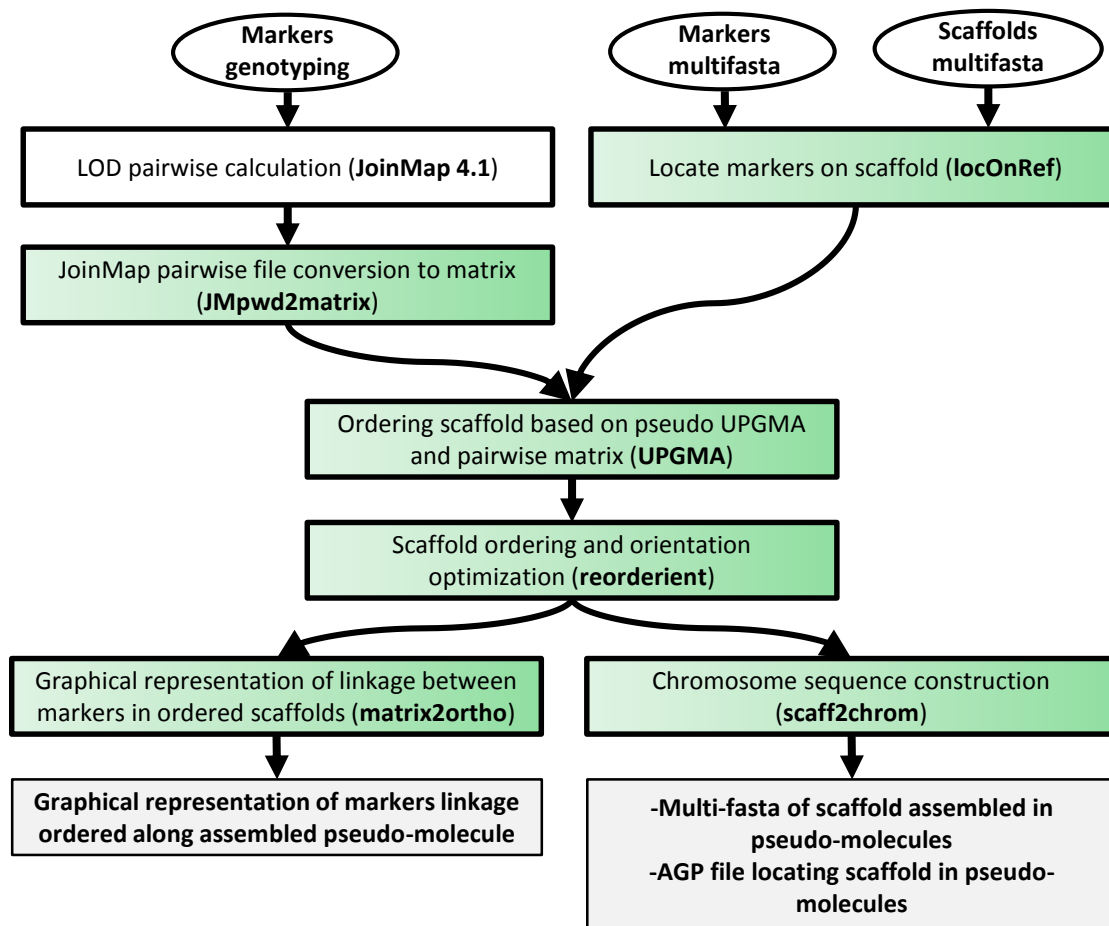 Markers
genotyping
Markers
multifasta
Scaffolds
multifasta
LOD pairwise calculation (JoinMap 4.1)
Locate markers on scaffold (locOnRef)
JoinMap pairwise file conversion to matrix
(JMpwd2matrix)
Ordering scaffold based on pseudo UPGMA
and pairwise matrix (UPGMA)
Scaffold ordering and orientation
optimization (reorderient)
Graphical representation of linkage between
markers in ordered scaffolds (matrix2ortho)
Chromosome sequence construction
(scaff2chrom)
Graphical representation of markers linkage
ordered along assembled pseudo-molecule
-Multi-fasta of scaffold assembled in
pseudo-molecules
-AGP file locating scaffold in pseudo-
molecules